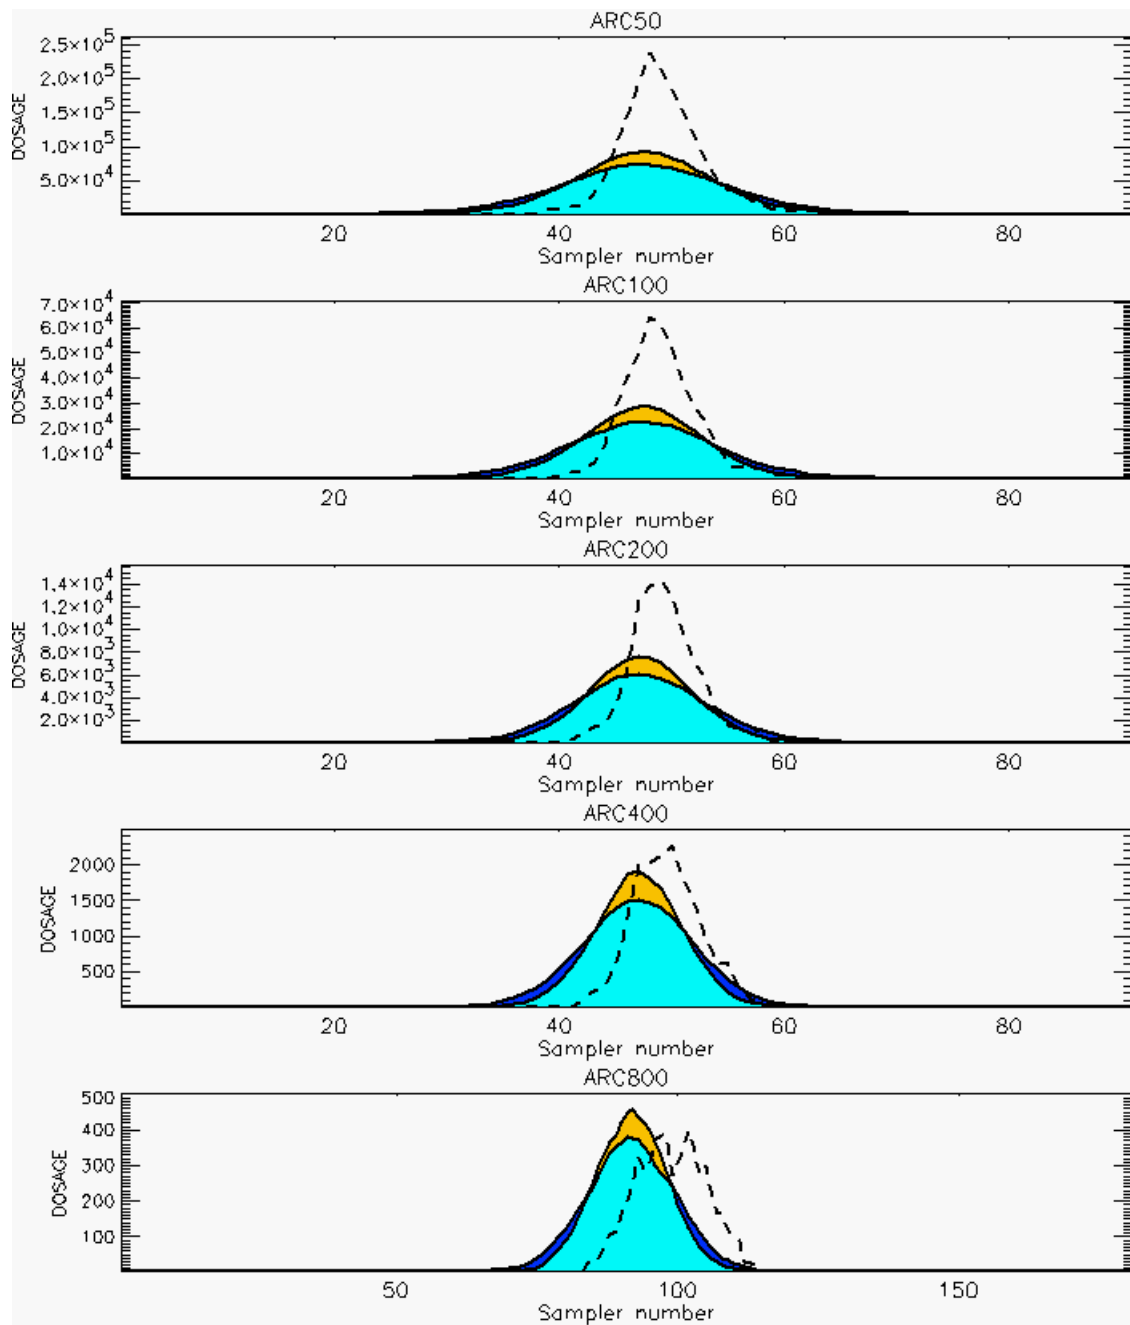 ARC50
2.5×10⁵
2.0×10⁵
1.5×10⁵
1.0×10⁵
5.0×10⁴
DOSAGE
20 40 60 80
Sampler number
ARC100
7.0×10⁴
6.0×10⁴
5.0×10⁴
4.0×10⁴
3.0×10⁴
2.0×10⁴
1.0×10⁴
DOSAGE
20 40 60 80
Sampler number
ARC200
1.4×10⁴
1.2×10⁴
1.0×10⁴
8.0×10³
6.0×10³
4.0×10³
2.0×10³
DOSAGE
20 40 60 80
Sampler number
ARC400
2000
1500
1000
500
DOSAGE
20 40 60 80
Sampler number
ARC800
500
400
300
200
100
DOSAGE
50 100 150
Sampler number